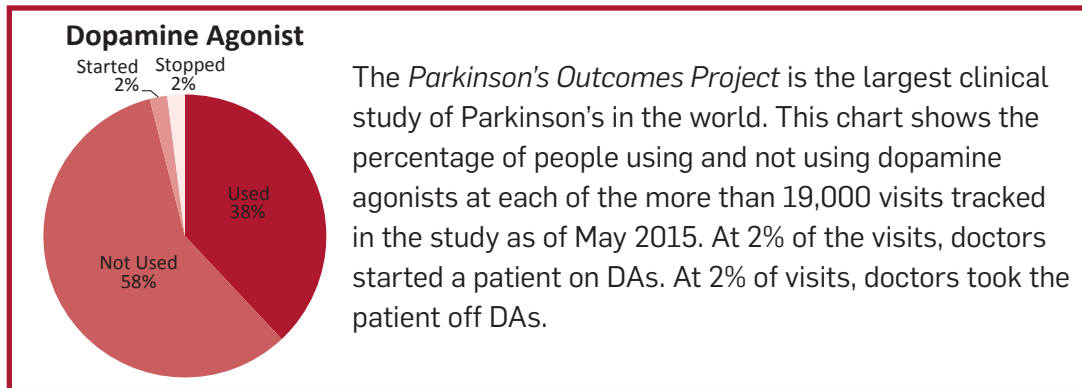 Dopamine Agonist
Started
2%
Stopped
2%
Used
38%
Not Used
58%
The Parkinson's Outcomes Project is the largest clinical
study of Parkinson's in the world. This chart shows the
percentage of people using and not using dopamine
agonists at each of the more than 19,000 visits tracked
in the study as of May 2015. At 2% of the visits, doctors
started a patient on DAs. At 2% of visits, doctors took the
patient off DAs.